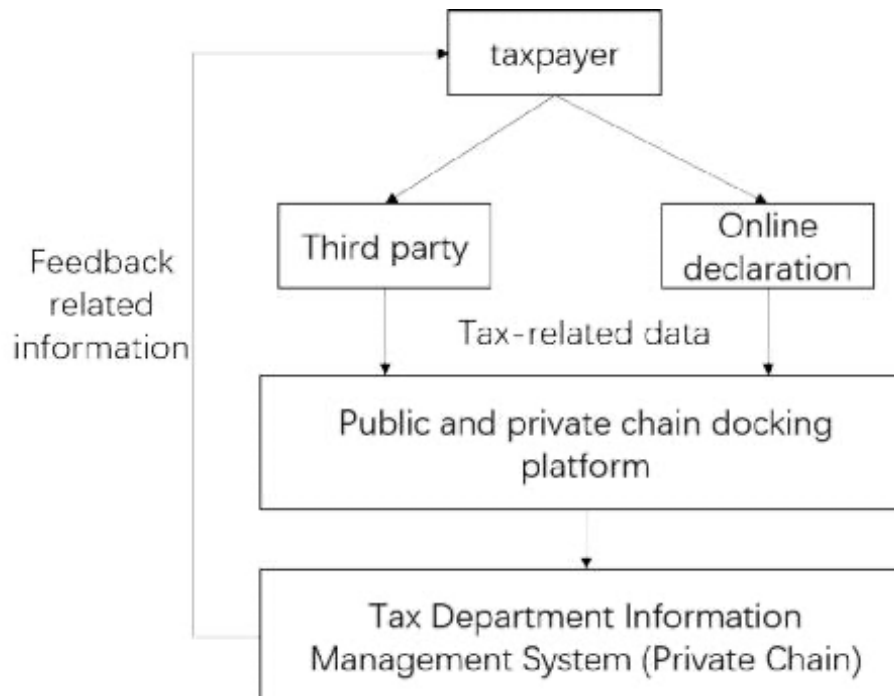 taxpayer
Third party
Online
declaration
Feedback
related
information
Tax-related data
Public and private chain docking
platform
Tax Department Information
Management System (Private Chain)